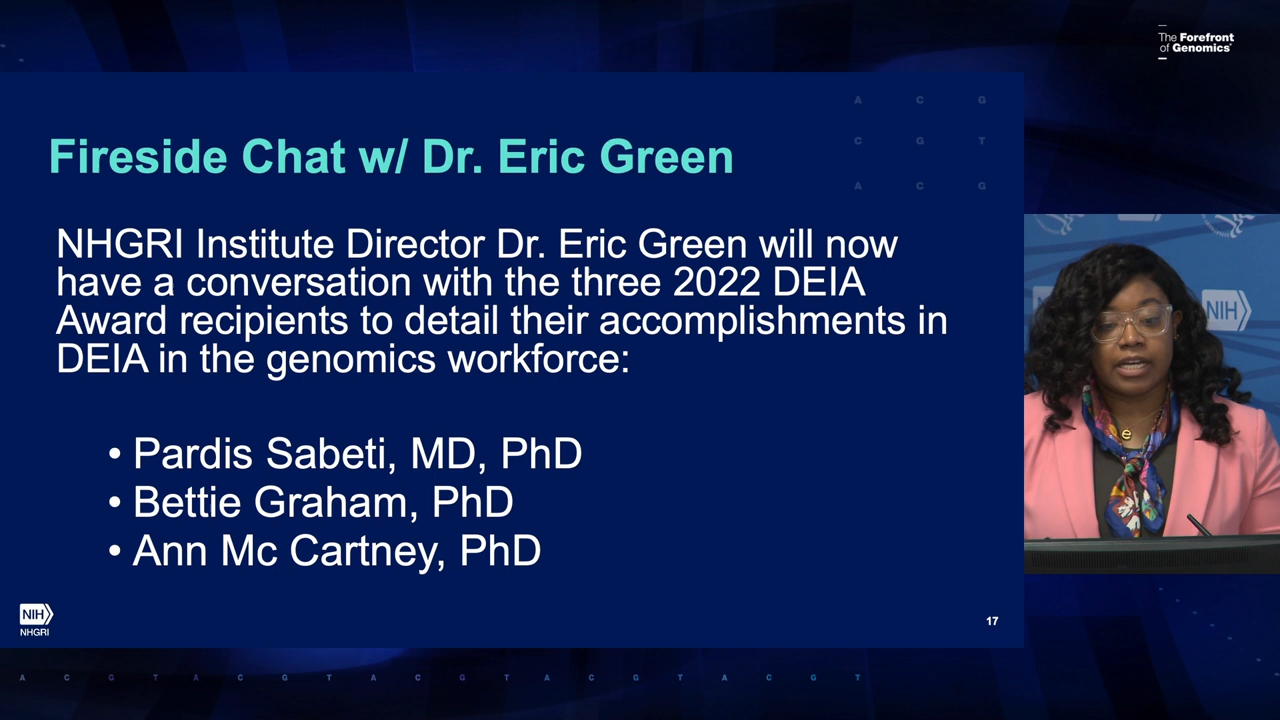 The Forefront
of Genomics®
A C G
C G T
A C G
Fireside Chat w/ Dr. Eric Green
NHGRI Institute Director Dr. Eric Green will now
have a conversation with the three 2022 DEIA
Award recipients to detail their accomplishments in
DEIA in the genomics workforce:
• Pardis Sabeti, MD, PhD
• Bettie Graham, PhD
• Ann Mc Cartney, PhD
NIH
e
NIH
NHGRI
17
A C G T A C G T A C G T A C G T A C G T